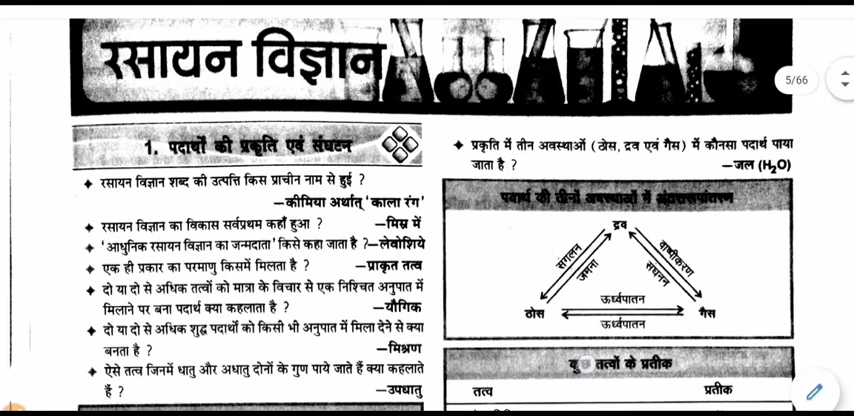 रसायन विज्ञान
5/66
1. पदार्थों की प्रकृति एवं संघटन
✦ रसायन विज्ञान शब्द की उत्पत्ति किस प्राचीन नाम से हुई ?
—कीमिया अर्थात् 'काला रंग'
✦ रसायन विज्ञान का विकास सर्वप्रथम कहाँ हुआ ? —मिस्र में
✦ 'आधुनिक रसायन विज्ञान का जन्मदाता' किसे कहा जाता है ?—लेवोशिये
✦ एक ही प्रकार का परमाणु किसमें मिलता है ? —प्राकृत तत्व
✦ दो या दो से अधिक तत्वों को मात्रा के विचार से एक निश्चित अनुपात में
मिलाने पर बना पदार्थ क्या कहलाता है ? —यौगिक
✦ दो या दो से अधिक शुद्ध पदार्थों को किसी भी अनुपात में मिला देने से क्या
बनता है ? —मिश्रण
✦ ऐसे तत्व जिनमें धातु और अधातु दोनों के गुण पाये जाते हैं क्या कहलाते
हैं ? —उपधातु
✦ प्रकृति में तीन अवस्थाओं (ठोस, द्रव एवं गैस) में कौनसा पदार्थ पाया
जाता है ? —जल (H₂O)
पदार्थ की तीनों अवस्थाओं में अंतरारूपांतरण
द्रव
संगलन
जमना
वाष्पीकरण
संघनन
ऊर्ध्वपातन
ठोस
गैस
ऊर्ध्वपातन
कुछ तत्वों के प्रतीक
तत्व प्रतीक